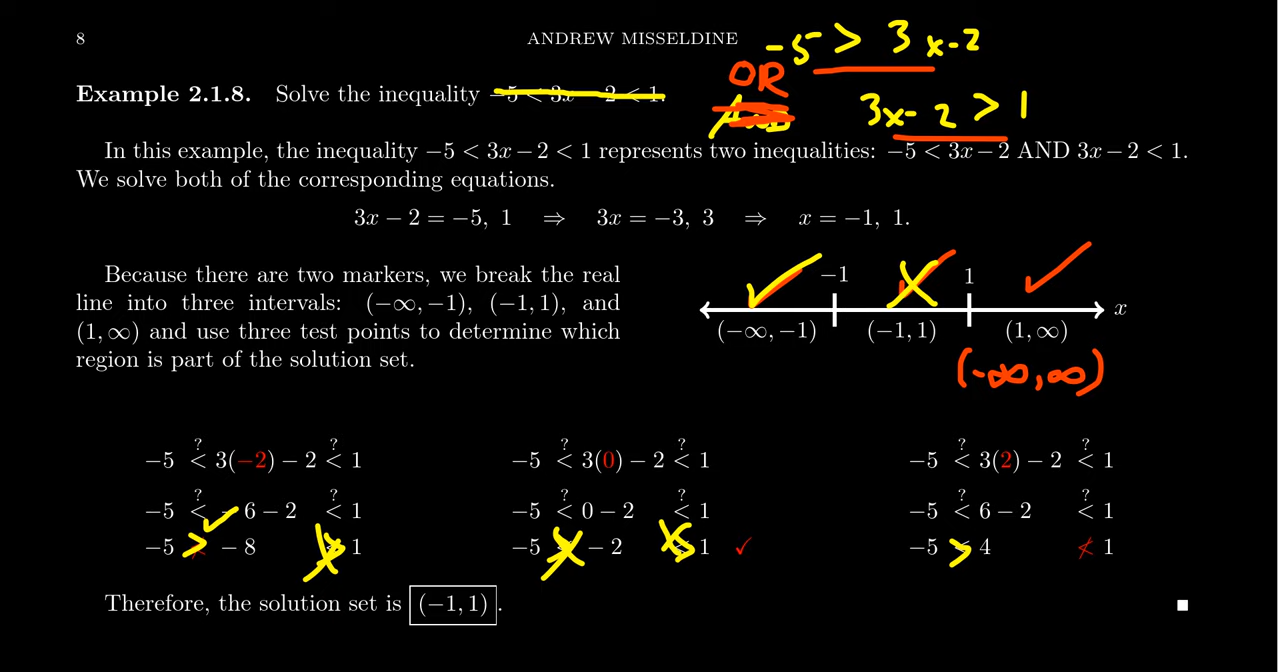 8 ANDREW MISSELDINE
-5 > 3x-2
OR
3x-2 > 1
Example 2.1.8. Solve the inequality −5 < 3x − 2 < 1.
In this example, the inequality −5 < 3x − 2 < 1 represents two inequalities: −5 < 3x − 2 AND 3x − 2 < 1.
We solve both of the corresponding equations.
3x − 2 = −5, 1 ⇒ 3x = −3, 3 ⇒ x = −1, 1.
Because there are two markers, we break the real
line into three intervals: (−∞, −1), (−1, 1), and
(1, ∞) and use three test points to determine which
region is part of the solution set.
−1 1
x
(−∞, −1) (−1, 1) (1, ∞)
(-∞, ∞)
? ? ? ? ? ?
−5 < 3(−2) − 2 < 1 −5 < 3(0) − 2 < 1 −5 < 3(2) − 2 < 1
? ? ? ? ? ?
−5 < −6 − 2 < 1 −5 < 0 − 2 < 1 −5 < 6 − 2 < 1
−5 > −8 > 1 −5 −2 > 1 ✓ −5 > 4 ≮ 1
Therefore, the solution set is (−1, 1).